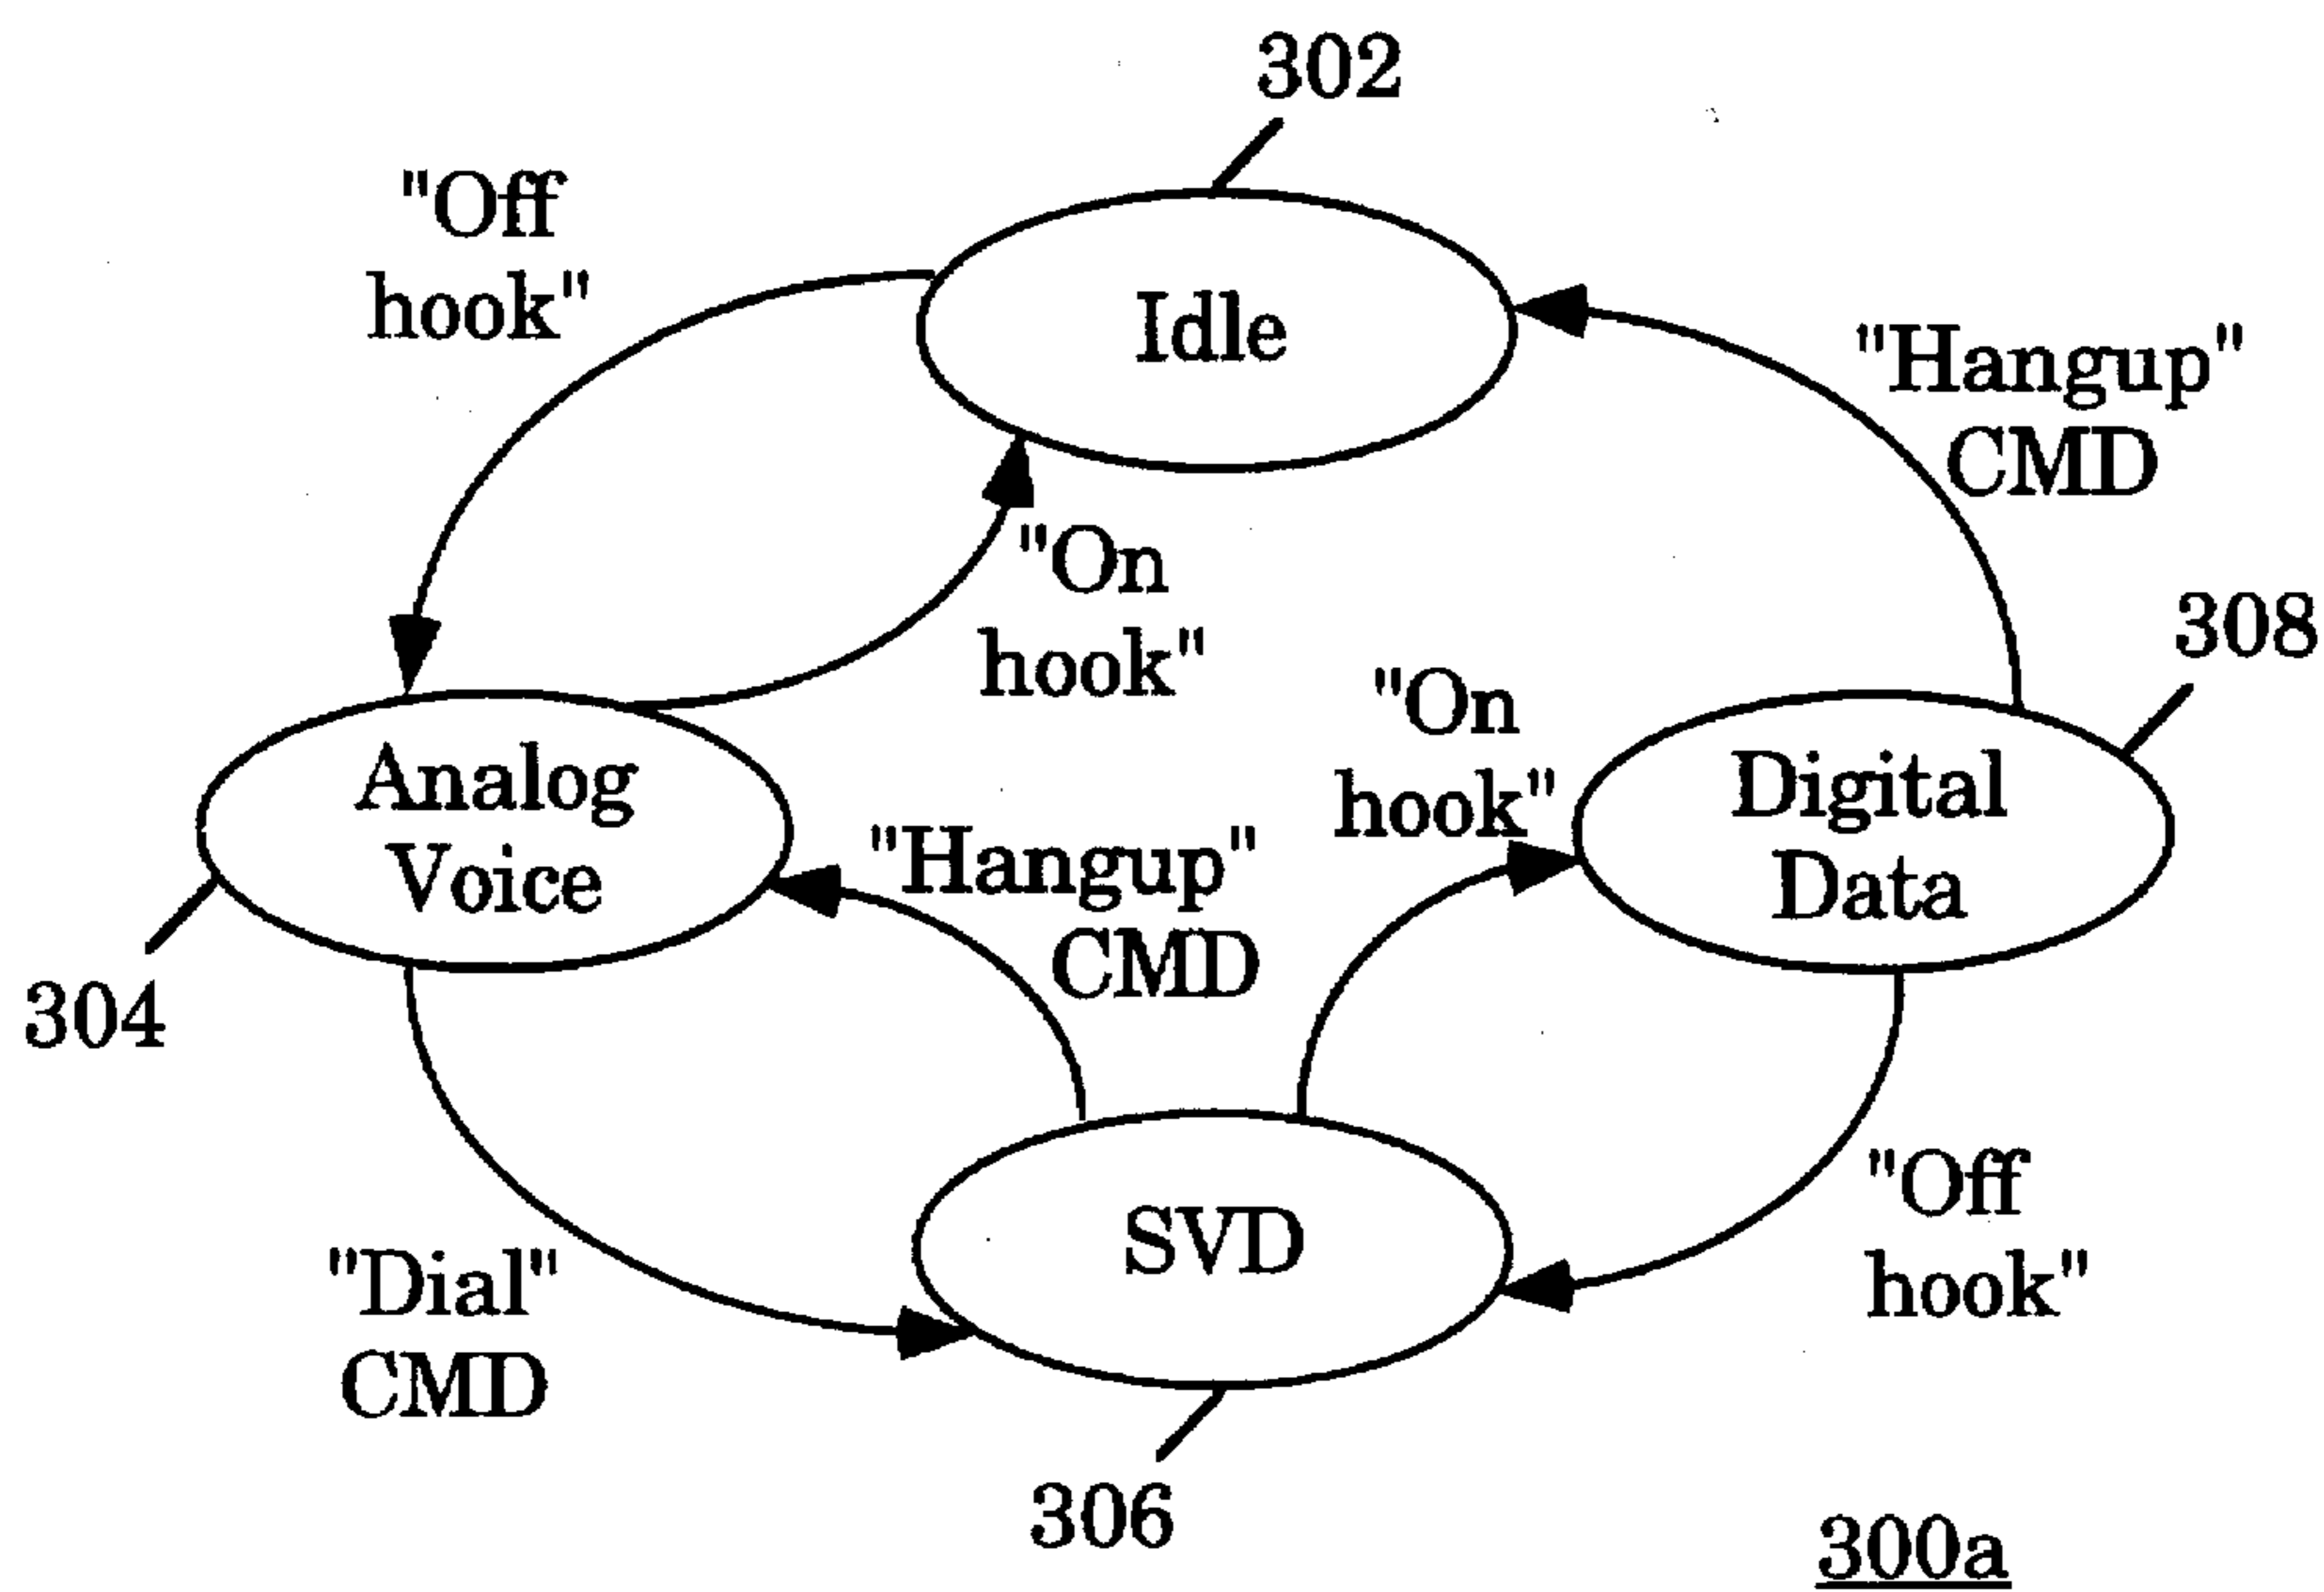 302
"Off
hook"
Idle
"Hangup"
CMD
"On
hook"
308
"On
hook"
Analog
Voice
Digital
Data
"Hangup"
CMD
304
"Off
hook"
SVD
"Dial"
CMD
306
300a